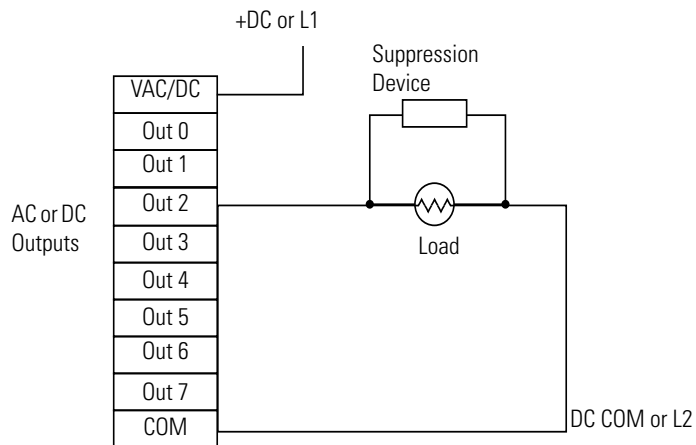 +DC or L1
Suppression
Device
VAC/DC
Out 0
Out 1
Out 2
Out 3
Out 4
Out 5
Out 6
Out 7
COM
AC or DC
Outputs
Load
DC COM or L2